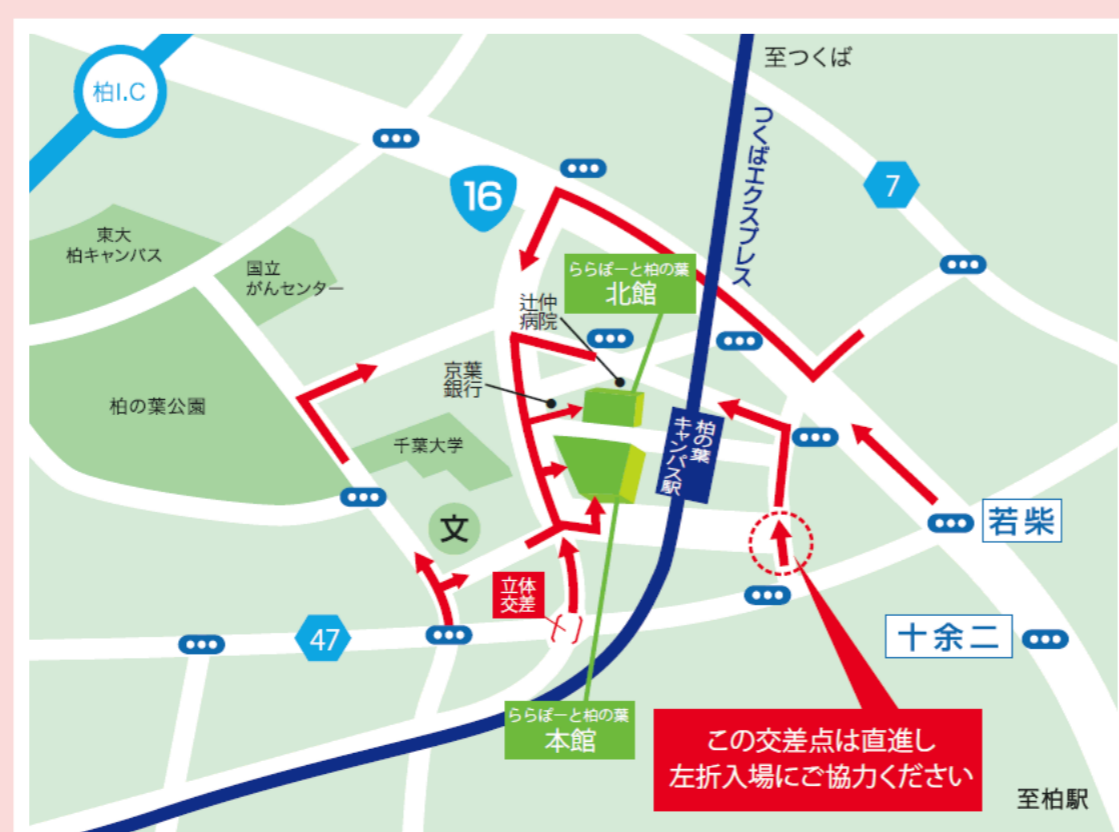 柏I.C
至つくば
つくばエクスプレス
16
7
東大
柏キャンパス
国立
がんセンター
ららぽーと柏の葉
北館
辻仲
病院
京葉
銀行
柏の葉公園
千葉大学
柏の葉
キャンパス駅
文
若柴
立体
交差
47
十余二
ららぽーと柏の葉
本館
この交差点は直進し
左折入場にご協力ください
至柏駅